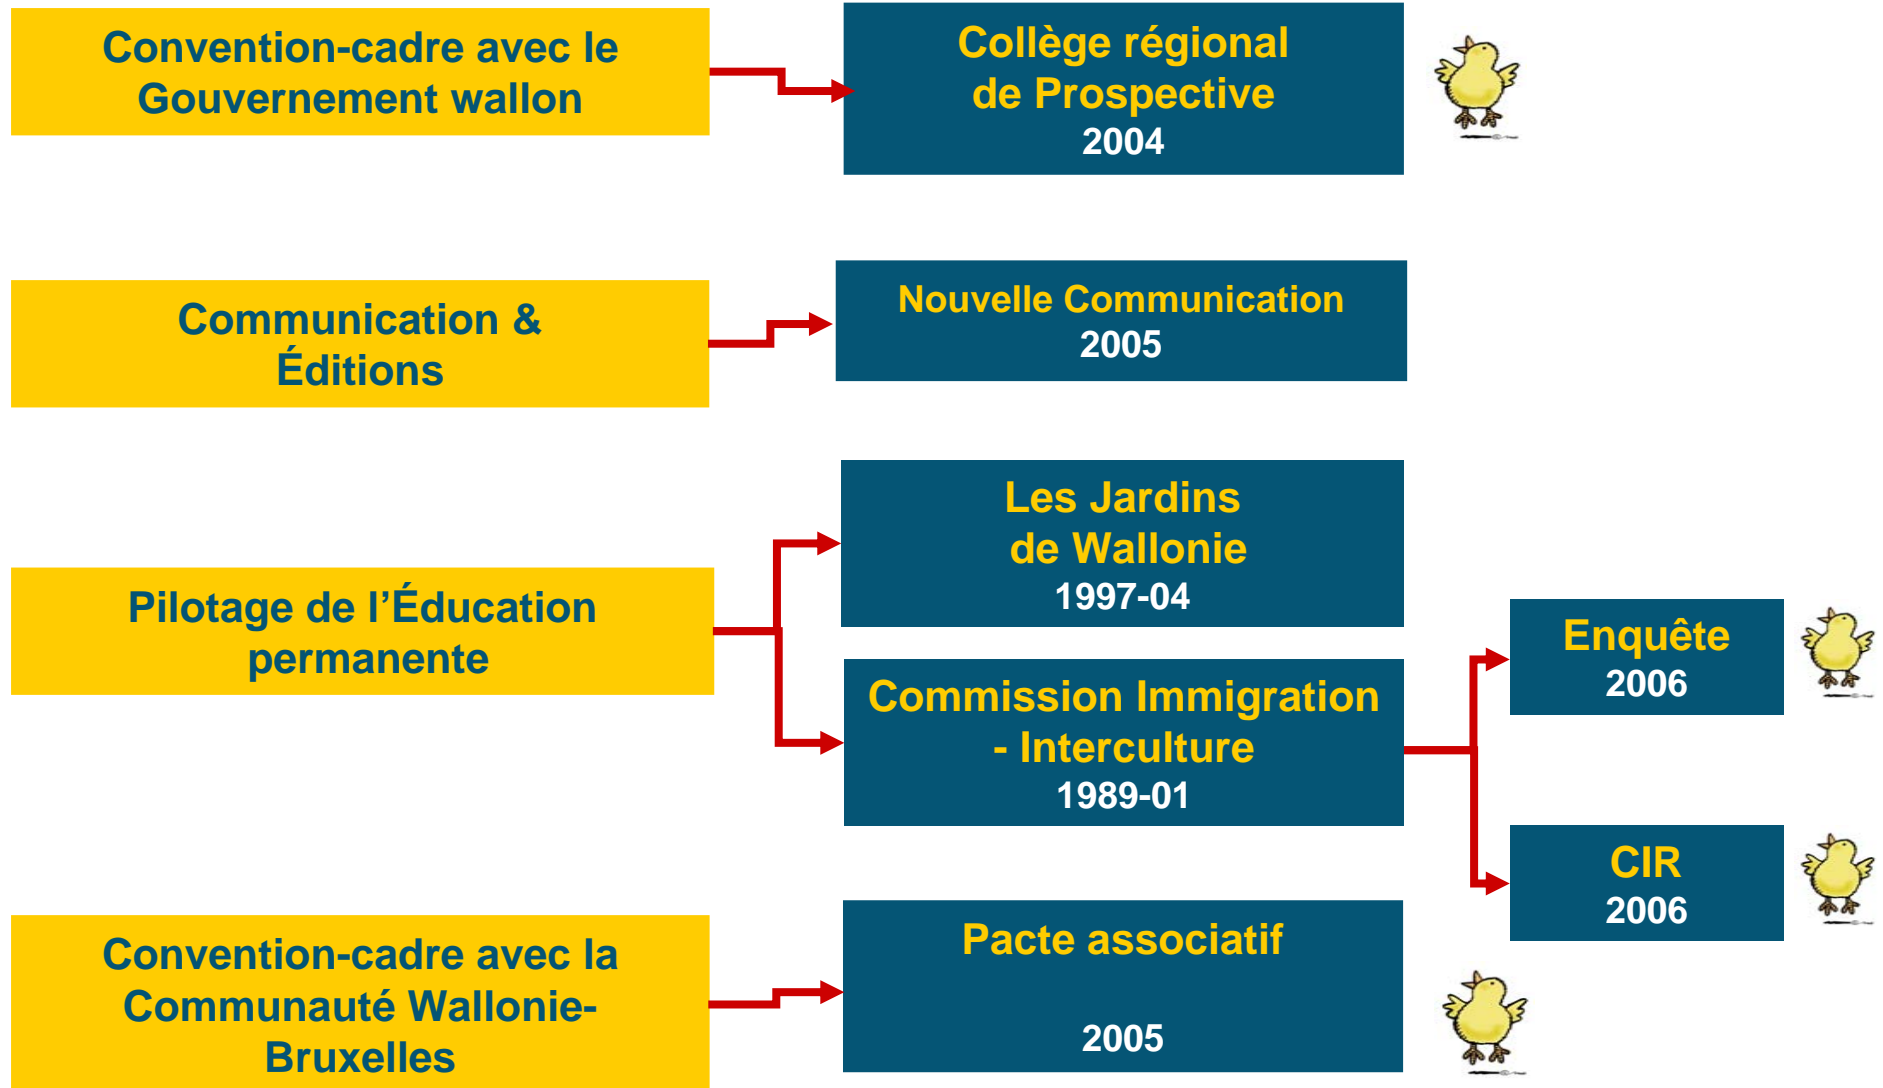 Convention-cadre avec le
Gouvernement wallon
Collège régional
de Prospective
2004
Communication &
Éditions
Nouvelle Communication
2005
Pilotage de l’Éducation
permanente
Les Jardins
de Wallonie
1997-04
Commission Immigration
- Interculture
1989-01
Enquête
2006
CIR
2006
Convention-cadre avec la
Communauté Wallonie-
Bruxelles
Pacte associatif
2005